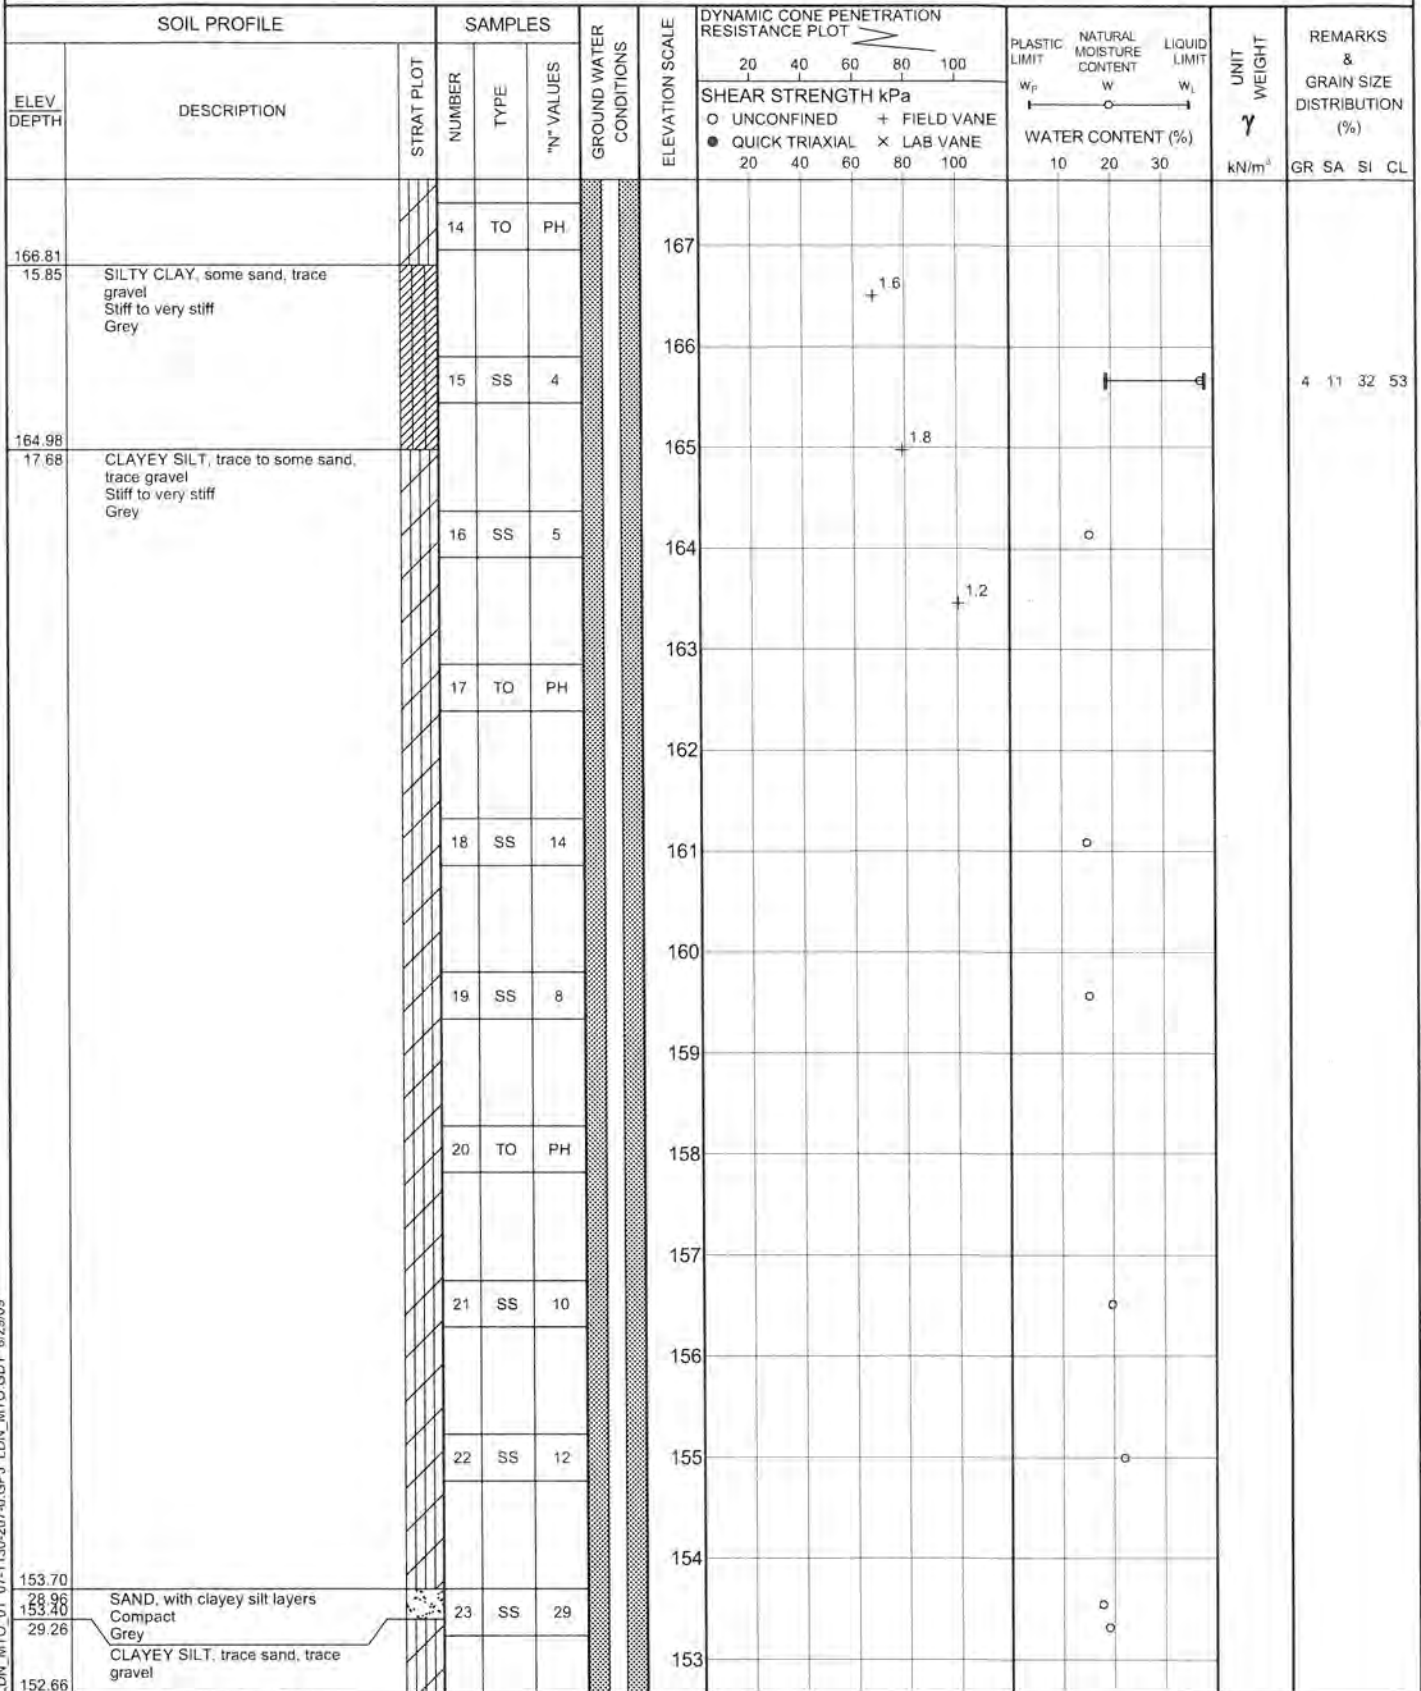 SOIL PROFILE
SAMPLES
GROUND WATER
CONDITIONS
ELEVATION SCALE
DYNAMIC CONE PENETRATION
RESISTANCE PLOT
20 40 60 80 100
PLASTIC
LIMIT
NATURAL
MOISTURE
CONTENT
LIQUID
LIMIT
UNIT
WEIGHT
REMARKS
&
GRAIN SIZE
DISTRIBUTION
(%)
ELEV
DEPTH
DESCRIPTION
STRAT PLOT
NUMBER
TYPE
"N" VALUES
SHEAR STRENGTH kPa
O UNCONFINED + FIELD VANE
● QUICK TRIAXIAL × LAB VANE
20 40 60 80 100
WP W WL
WATER CONTENT (%)
10 20 30
γ
kN/m³
GR SA SI CL
14 TO PH
167
166.81
15.85
SILTY CLAY, some sand, trace
gravel
Stiff to very stiff
Grey
1.6
166
15 SS 4
4 11 32 53
164.98
17.68
CLAYEY SILT, trace to some sand,
trace gravel
Stiff to very stiff
Grey
1.8
165
16 SS 5
164
1.2
163
17 TO PH
162
18 SS 14
161
160
19 SS 8
159
20 TO PH
158
157
21 SS 10
156
22 SS 12
155
154
153.70
28.96
153.40
29.26
SAND, with clayey silt layers
Compact
Grey
23 SS 29
CLAYEY SILT, trace sand, trace
gravel
153
152.66